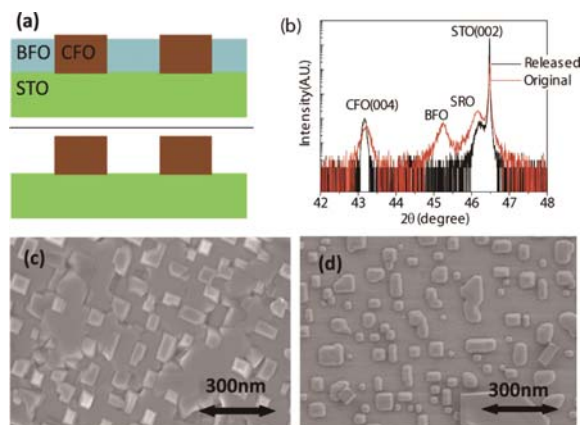 (a)
BFO
CFO
STO
(b)
STO(002)
Released
Original
CFO(004)
BFO
SRO
Intensity(A.U.)
42 43 44 45 46 47 48
2θ (degree)
(c)
300nm
(d)
300nm